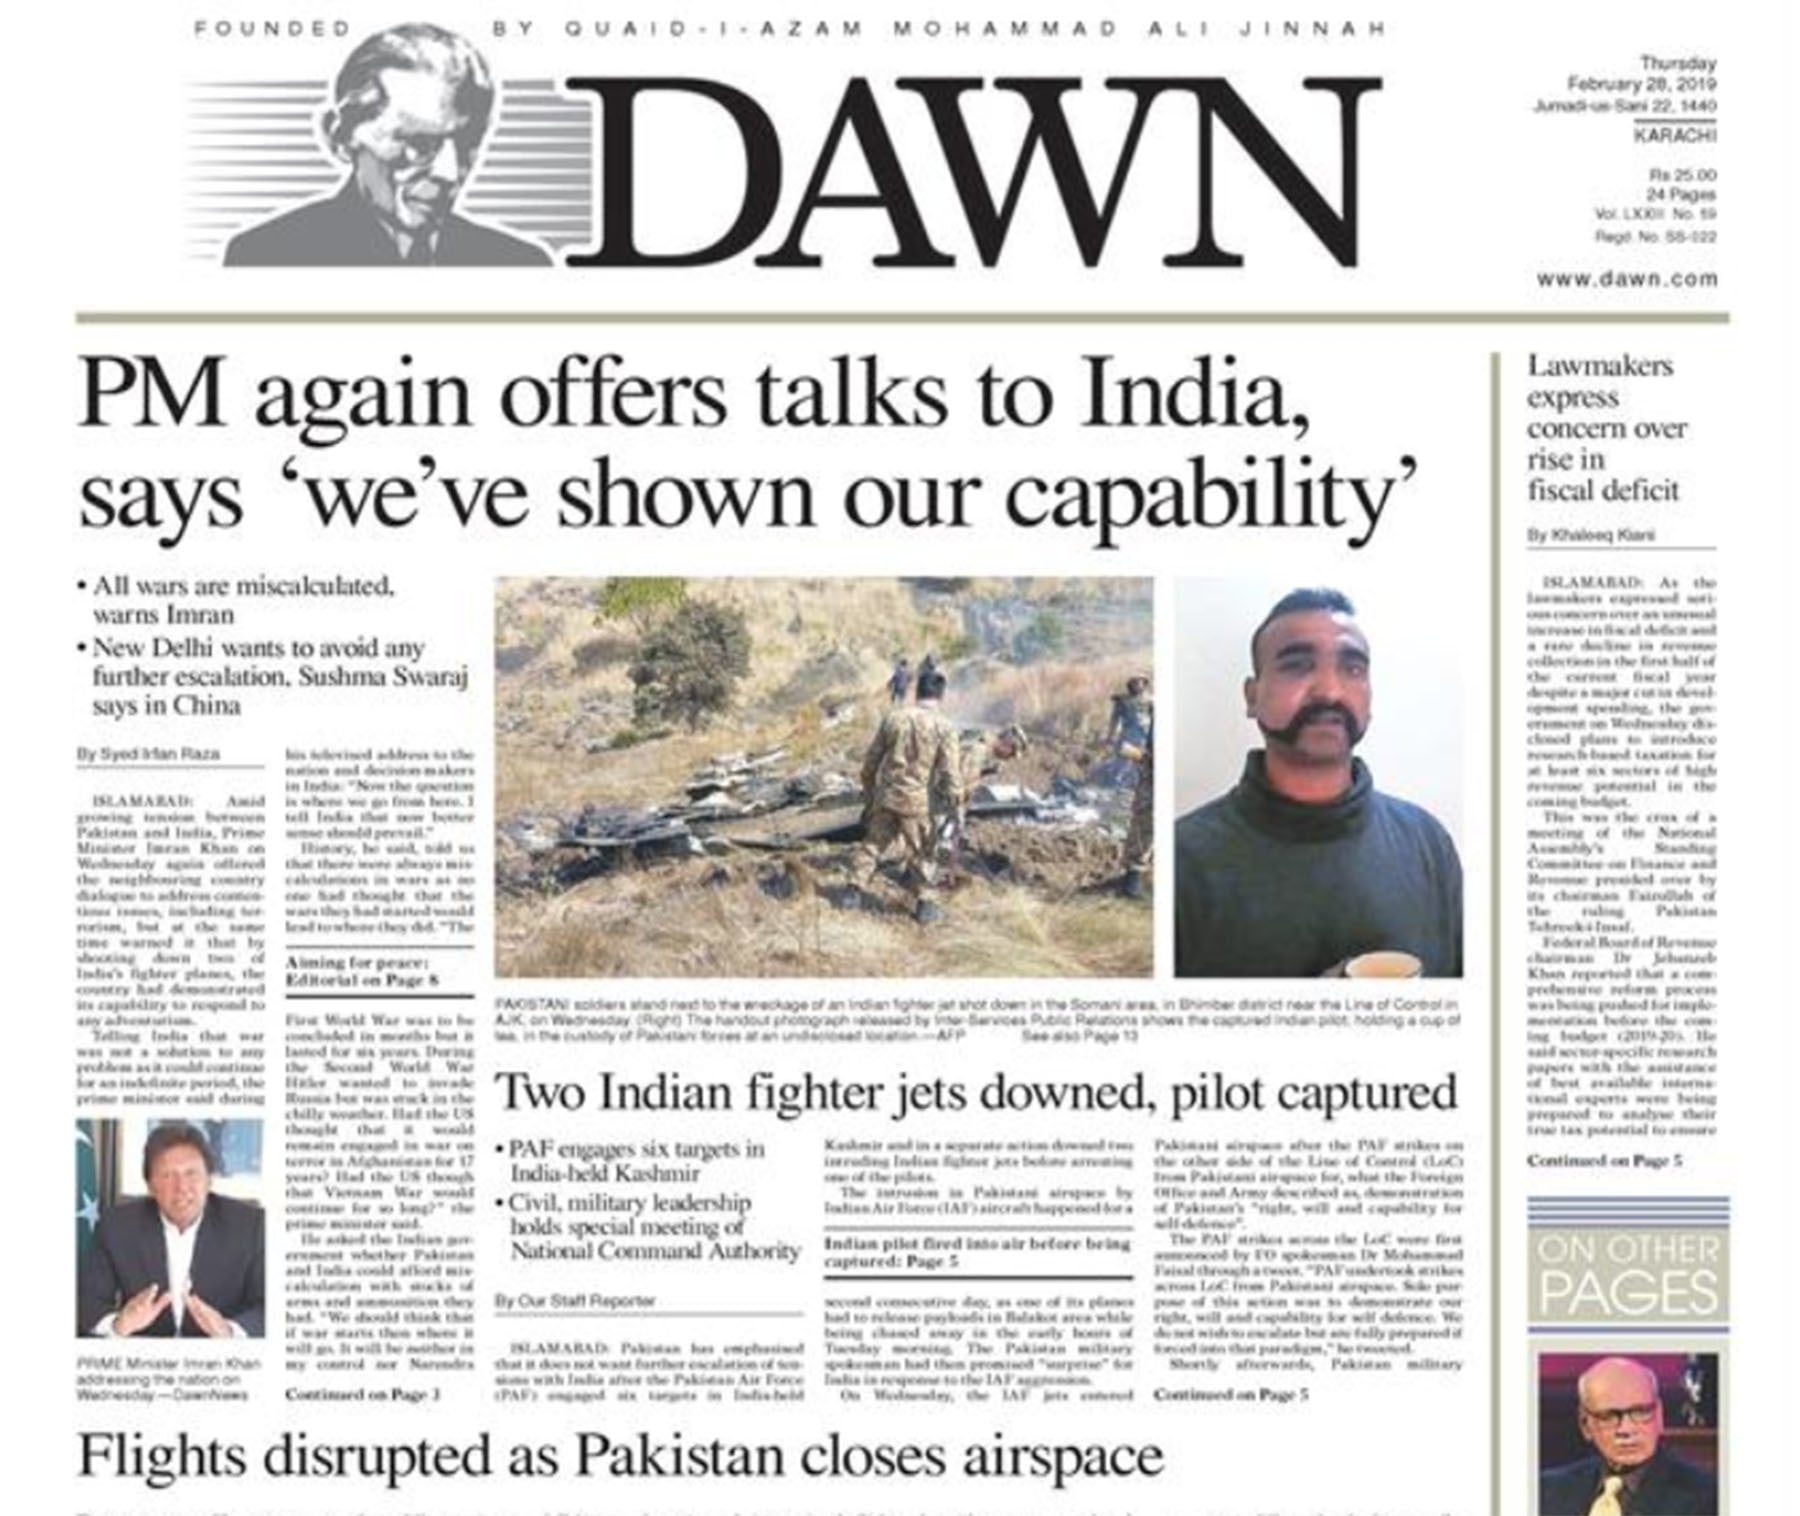 FOUNDED BY QUAID-I-AZAM MOHAMMAD ALI JINNAH
DAWN
Thursday
February 28, 2019
Jumadi-us-Sani 22, 1440
KARACHI
Rs 25.00
24 Pages
Vol. LXXII No. 59
Regd. No. SS-022
www.dawn.com
PM again offers talks to India,
says ‘we’ve shown our capability’
• All wars are miscalculated,
warns Imran
• New Delhi wants to avoid any
further escalation, Sushma Swaraj
says in China
By Syed Irfan Raza
ISLAMABAD: Amid
growing tension between
Pakistan and India, Prime
Minister Imran Khan on
Wednesday again offered
the neighbouring country
dialogue to address conten-
tious issues, including ter-
rorism, but at the same
time warned it that by
shooting down two of
India’s fighter planes, the
country had demonstrated
its capability to respond to
any adventurism.
Telling India that war
was not a solution to any
problem as it could continue
for an indefinite period, the
prime minister said during
PRIME Minister Imran Khan
addressing the nation on
Wednesday.—DawnNews
his televised address to the
nation and decision-makers
in India: “Now the question
is where we go from here. I
tell India that now better
sense should prevail.”
History, he said, told us
that there were always mis-
calculations in wars as no
one had thought that the
wars they had started would
lead to where they did. “The
Aiming for peace:
Editorial on Page 8
First World War was to be
concluded in months but it
lasted for six years. During
the Second World War
Hitler wanted to invade
Russia but was stuck in the
chilly weather. Had the US
thought that it would
remain engaged in war on
terror in Afghanistan for 17
years? Had the US though
that Vietnam War would
continue for so long?” the
prime minister said.
He asked the Indian gov-
ernment whether Pakistan
and India could afford mis-
calculation with stocks of
arms and ammunition they
had. “We should think that
if war starts then where it
will go. It will be neither in
my control nor Narendra
Continued on Page 3
PAKISTANI soldiers stand next to the wreckage of an Indian fighter jet shot down in the Somani area, in Bhimber district near the Line of Control in
AJK, on Wednesday. (Right) The handout photograph released by Inter-Services Public Relations shows the captured Indian pilot, holding a cup of
tea, in the custody of Pakistani forces at an undisclosed location.—AFP See also Page 13
Two Indian fighter jets downed, pilot captured
• PAF engages six targets in
India-held Kashmir
• Civil, military leadership
holds special meeting of
National Command Authority
By Our Staff Reporter
ISLAMABAD: Pakistan has emphasised
that it does not want further escalation of ten-
sions with India after the Pakistan Air Force
(PAF) engaged six targets in India-held
Kashmir and in a separate action downed two
intruding Indian fighter jets before arresting
one of the pilots.
The intrusion in Pakistani airspace by
Indian Air Force (IAF) aircraft happened for a
Indian pilot fired into air before being
captured: Page 5
second consecutive day, as one of its planes
had to release payloads in Balakot area while
being chased away in the early hours of
Tuesday morning. The Pakistan military
spokesman had then promised “surprise” for
India in response to the IAF aggression.
On Wednesday, the IAF jets entered
Pakistani airspace after the PAF strikes on
the other side of the Line of Control (LoC)
from Pakistani airspace for, what the Foreign
Office and Army described as, demonstration
of Pakistan’s “right, will and capability for
self-defence”.
The PAF strikes across the LoC were first
announced by FO spokesman Dr Mohammad
Faisal through a tweet. “PAF undertook strikes
across LoC from Pakistani airspace. Sole pur-
pose of this action was to demonstrate our
right, will and capability for self defence. We
do not wish to escalate but are fully prepared if
forced into that paradigm,” he tweeted.
Shortly afterwards, Pakistan military
Continued on Page 5
Flights disrupted as Pakistan closes airspace
Lawmakers
express
concern over
rise in
fiscal deficit
By Khaleeq Kiani
ISLAMABAD: As the
lawmakers expressed seri-
ous concern over an unusual
increase in fiscal deficit and
a rare decline in revenue
collection in the first half of
the current fiscal year
despite a major cut in devel-
opment spending, the gov-
ernment on Wednesday dis-
closed plans to introduce
research-based taxation for
at least six sectors of high
revenue potential in the
coming budget.
This was the crux of a
meeting of the National
Assembly’s Standing
Committee on Finance and
Revenue presided over by
its chairman Faizullah of
the ruling Pakistan
Tehreek-i-Insaf.
Federal Board of Revenue
chairman Dr Jehanzeb
Khan reported that a com-
prehensive reform process
was being pushed for imple-
mentation before the com-
ing budget (2019-20). He
said sector-specific research
papers with the assistance
of best available interna-
tional experts were being
prepared to analyse their
true tax potential to ensure
Continued on Page 5
ON OTHER
PAGES